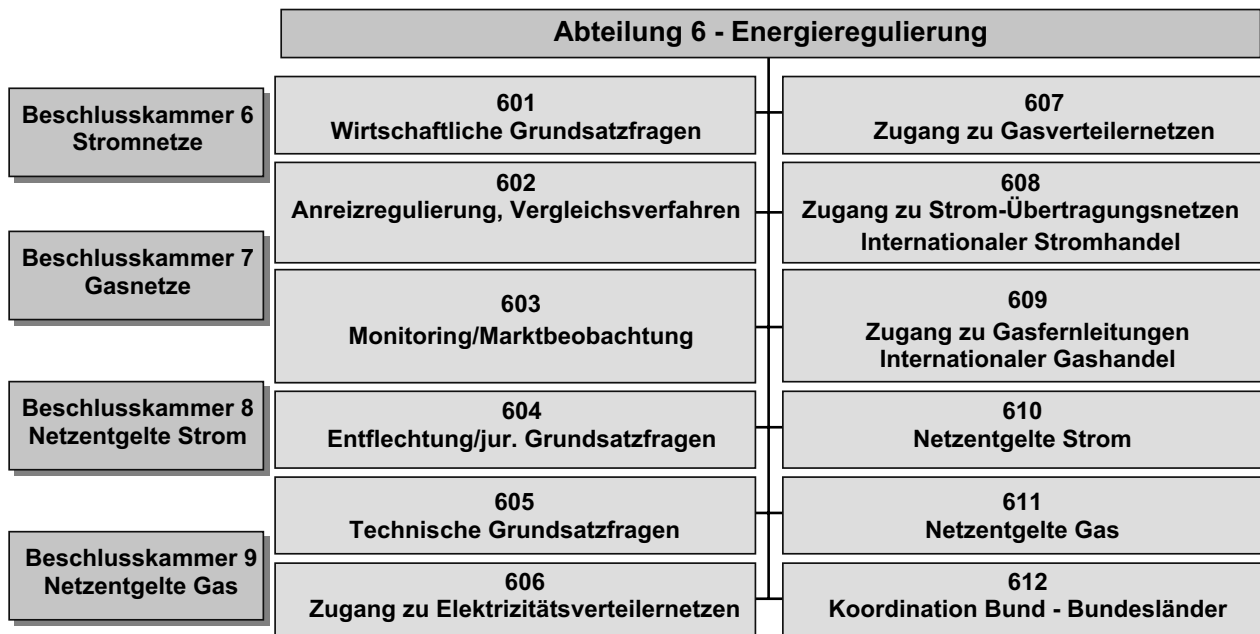 Abteilung 6 - Energieregulierung
Beschlusskammer 6
Stromnetze
Beschlusskammer 7
Gasnetze
Beschlusskammer 8
Netzentgelte Strom
Beschlusskammer 9
Netzentgelte Gas
601
Wirtschaftliche Grundsatzfragen
602
Anreizregulierung, Vergleichsverfahren
603
Monitoring/Marktbeobachtung
604
Entflechtung/jur. Grundsatzfragen
605
Technische Grundsatzfragen
606
Zugang zu Elektrizitätsverteilernetzen
607
Zugang zu Gasverteilernetzen
608
Zugang zu Strom-Übertragungsnetzen
Internationaler Stromhandel
609
Zugang zu Gasfernleitungen
Internationaler Gashandel
610
Netzentgelte Strom
611
Netzentgelte Gas
612
Koordination Bund - Bundesländer